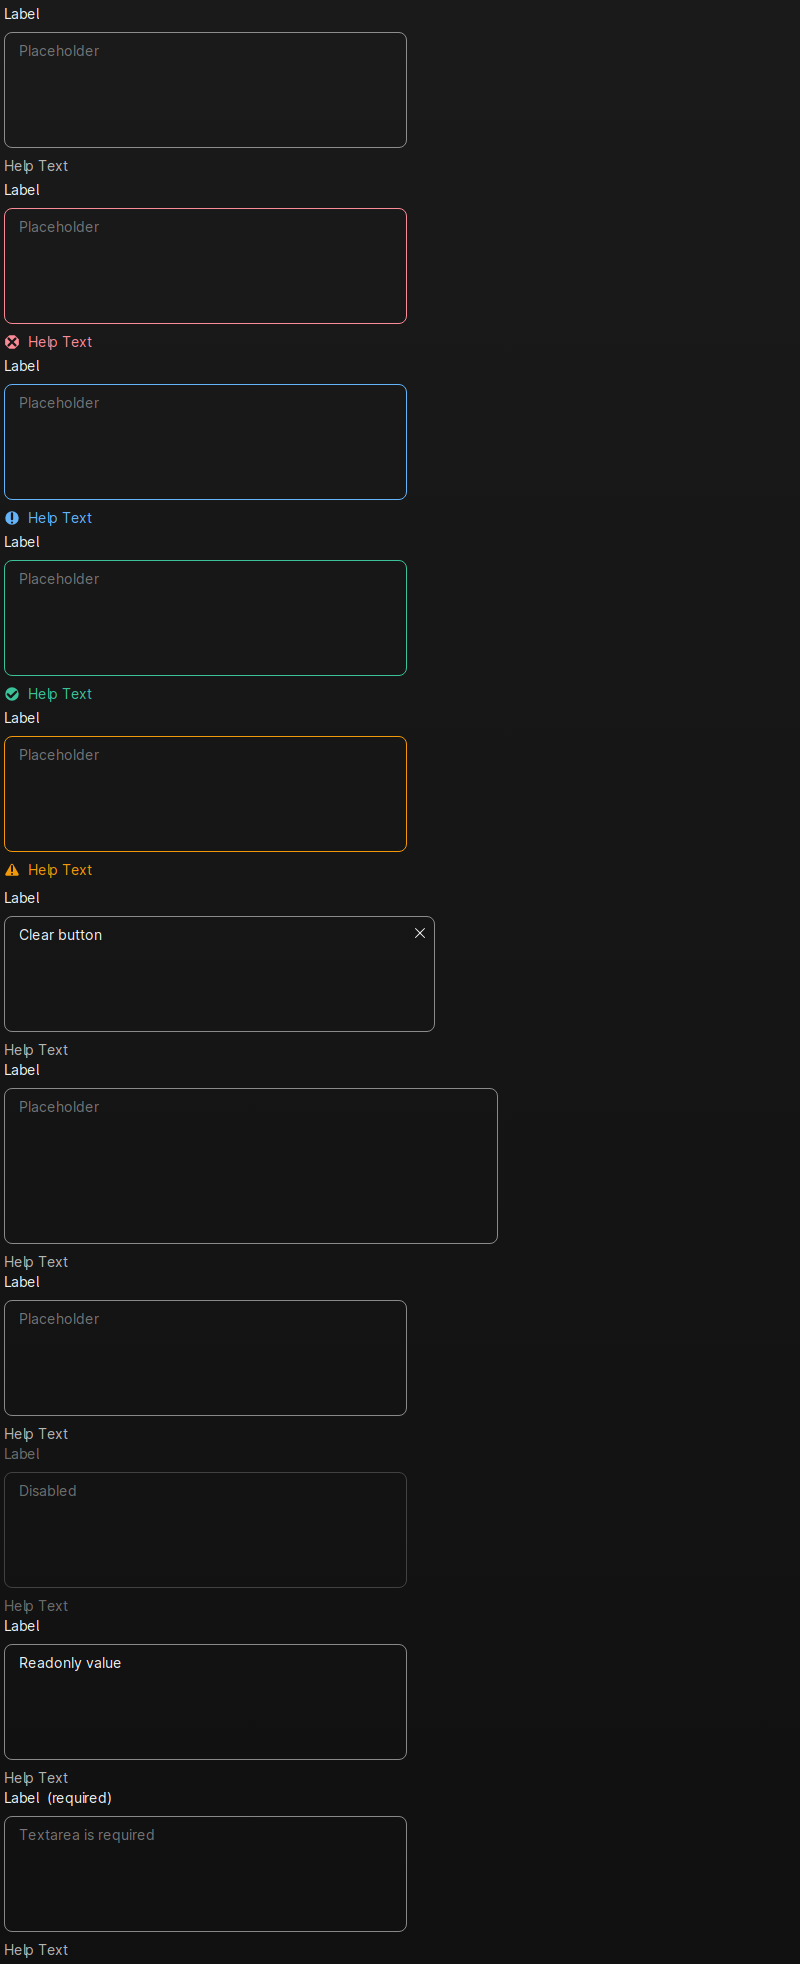 Label
Placeholder
Help Text
Label
Placeholder
Help Text
Label
Placeholder
Help Text
Label
Placeholder
Help Text
Label
Placeholder
Help Text
Label
Clear button
Help Text
Label
Placeholder
Help Text
Label
Placeholder
Help Text
Label
Disabled
Help Text
Label
Readonly value
Help Text
Label (required)
Textarea is required
Help Text